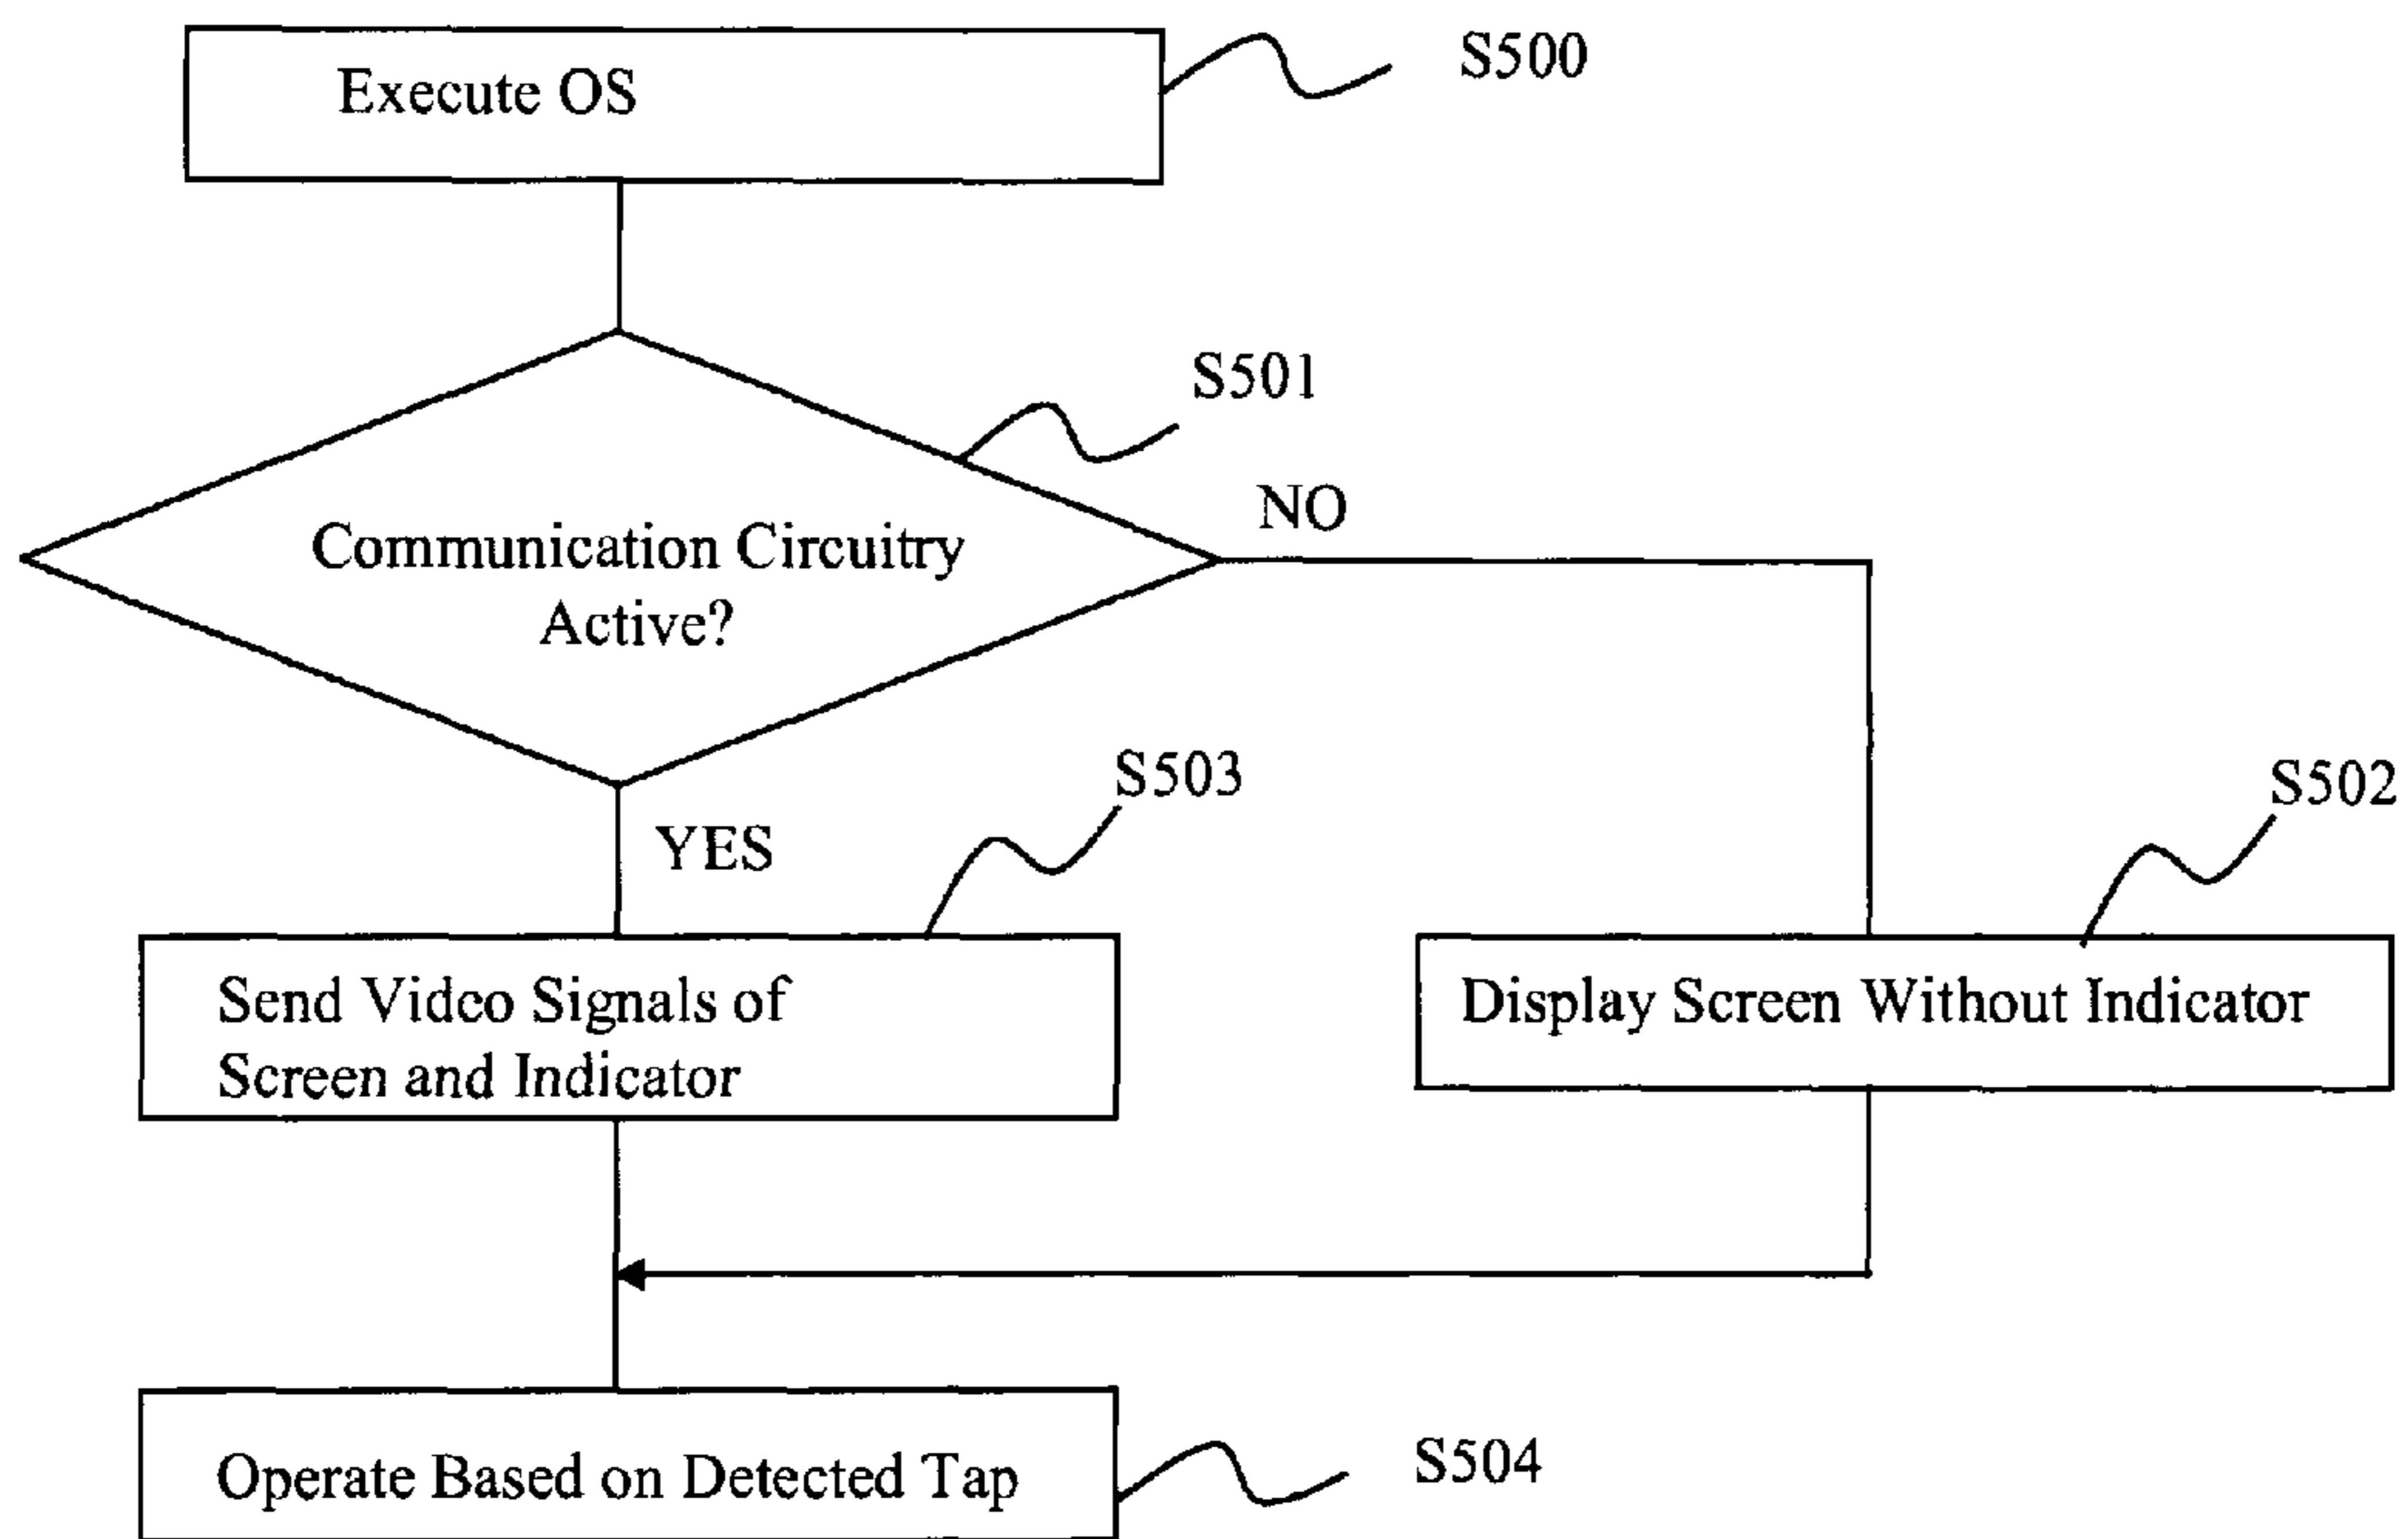 Execute OS
S500
S501
Communication Circuitry
Active?
NO
YES
S503
S502
Send Video Signals of
Screen and Indicator
Display Screen Without Indicator
Operate Based on Detected Tap
S504